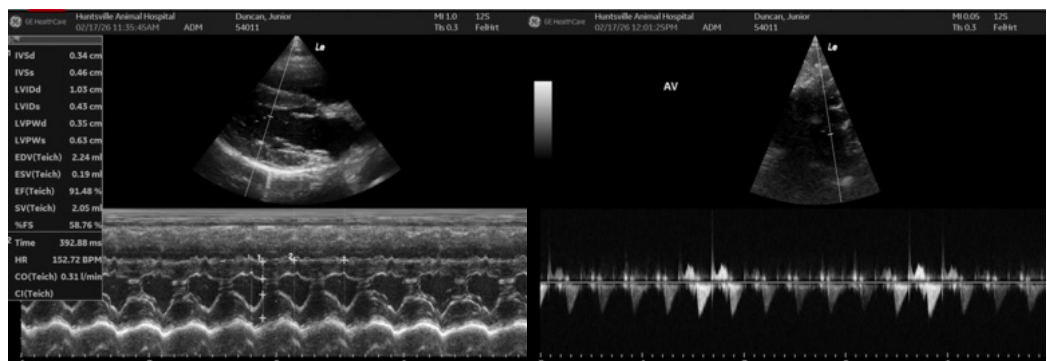 GE HealthCare
Huntsville Animal Hospital
02/17/26 11:35:45AM ADM
Duncan, Junior
54011
MI 1.0 12S
TIs 0.3 FelHrt
IVSd 0.34 cm
IVSs 0.46 cm
LVIDd 1.03 cm
LVIDs 0.43 cm
LVPWd 0.35 cm
LVPWs 0.63 cm
EDV(Teich) 2.24 ml
ESV(Teich) 0.19 ml
EF(Teich) 91.48 %
SV(Teich) 2.05 ml
%FS 58.76 %
2 Time 392.88 ms
HR 152.72 BPM
CO(Teich) 0.31 l/min
CI(Teich)
Le
1
2
GE HealthCare
Huntsville Animal Hospital
02/17/26 12:01:25PM ADM
Duncan, Junior
54011
MI 0.05 12S
TIs 0.3 FelHrt
Le
AV